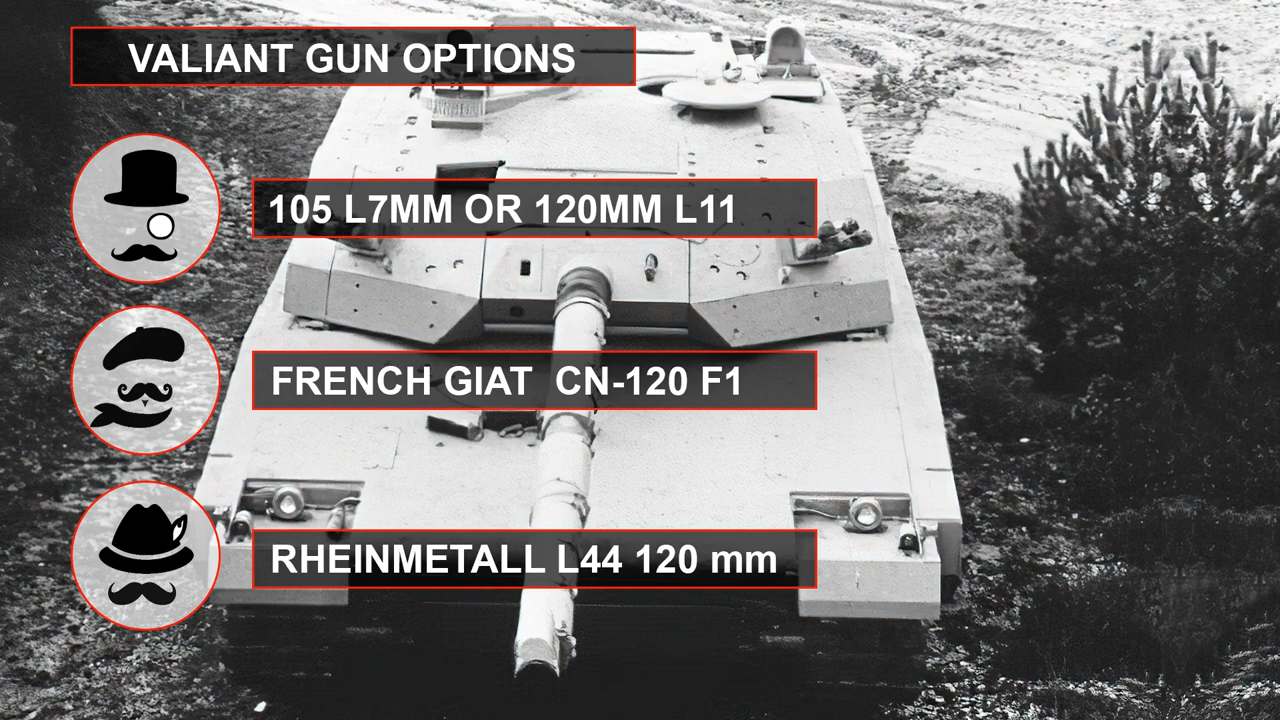 VALIANT GUN OPTIONS
105 L7MM OR 120MM L11
FRENCH GIAT  CN-120 F1
RHEINMETALL L44 120 mm